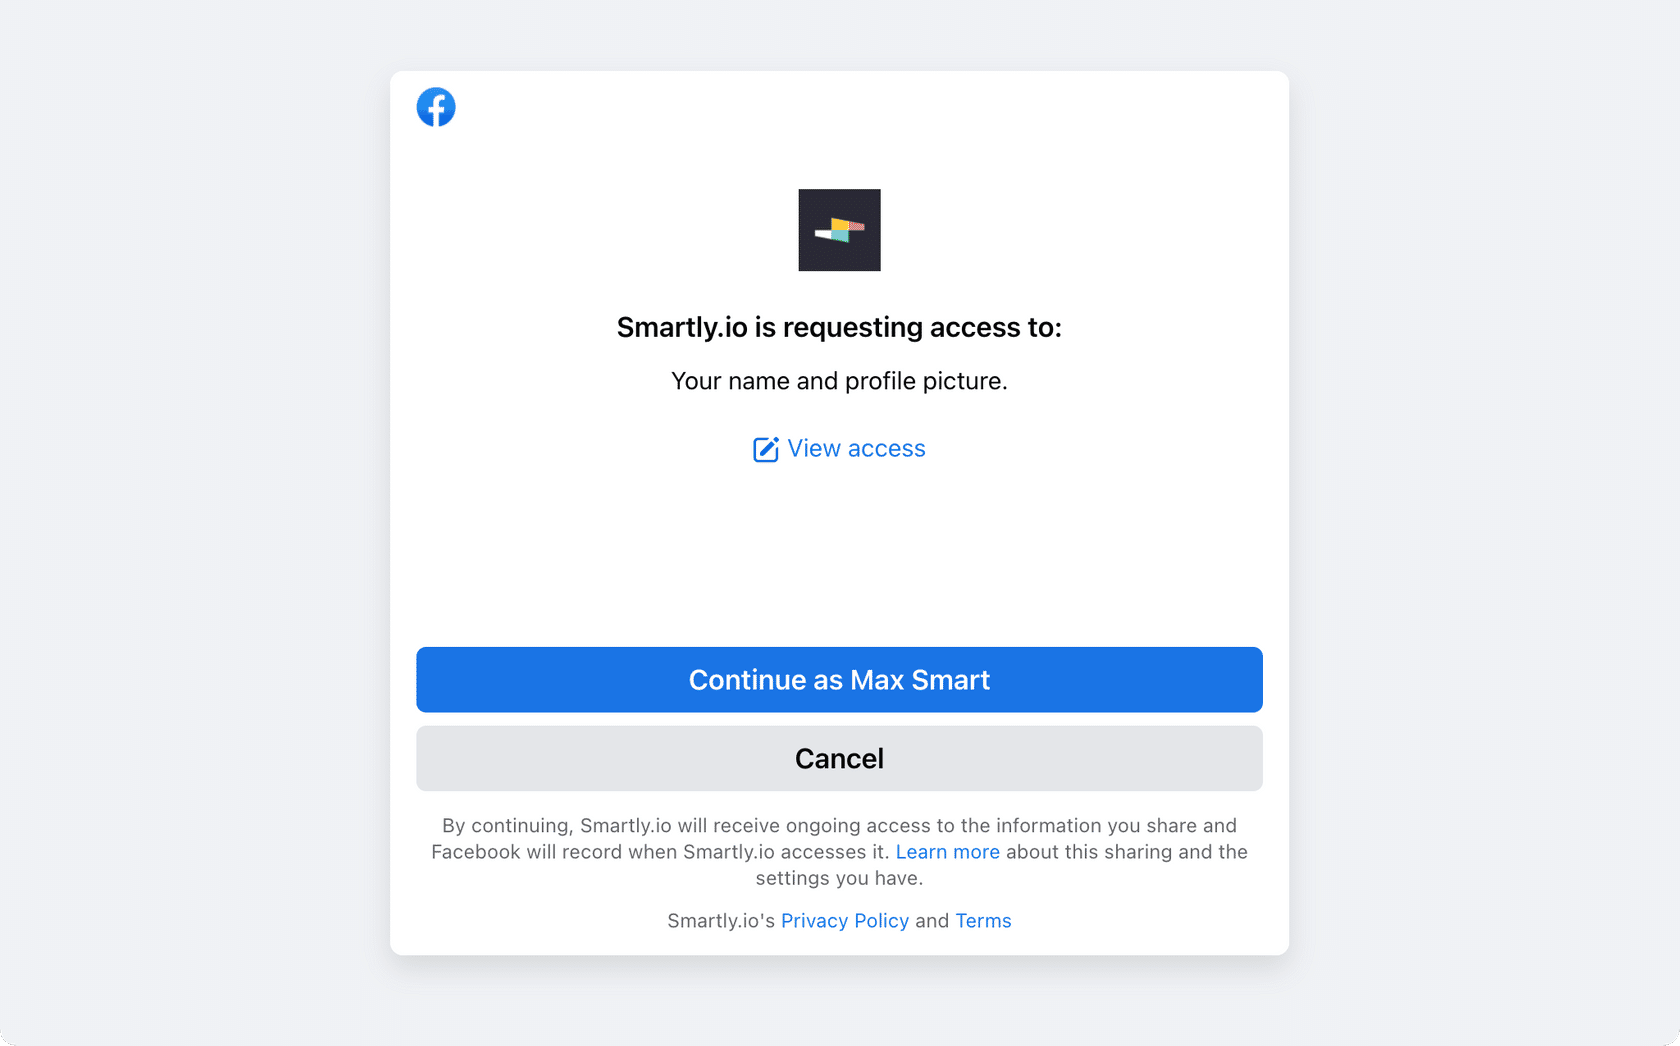 Smartly.io is requesting access to:
Your name and profile picture.
View access
Continue as Max Smart
Cancel
By continuing, Smartly.io will receive ongoing access to the information you share and
Facebook will record when Smartly.io accesses it. Learn more about this sharing and the
settings you have.
Smartly.io's Privacy Policy and Terms